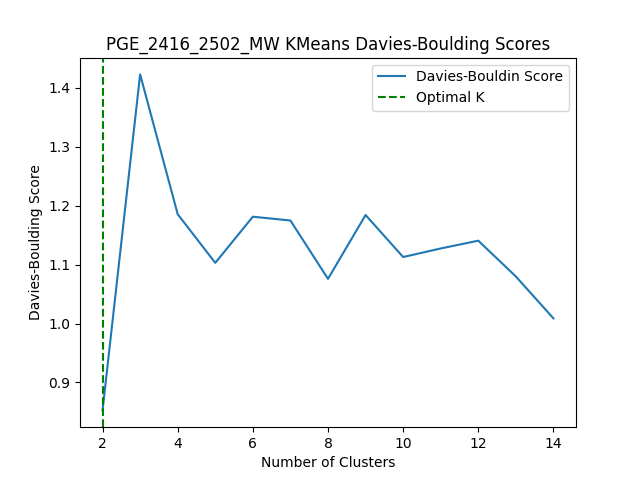 PGE_2416_2502_MW KMeans Davies-Boulding Scores
Davies-Bouldin Score
Optimal K
Davies-Boulding Score
1.4
1.3
1.2
1.1
1.0
0.9
2 4 6 8 10 12 14
Number of Clusters